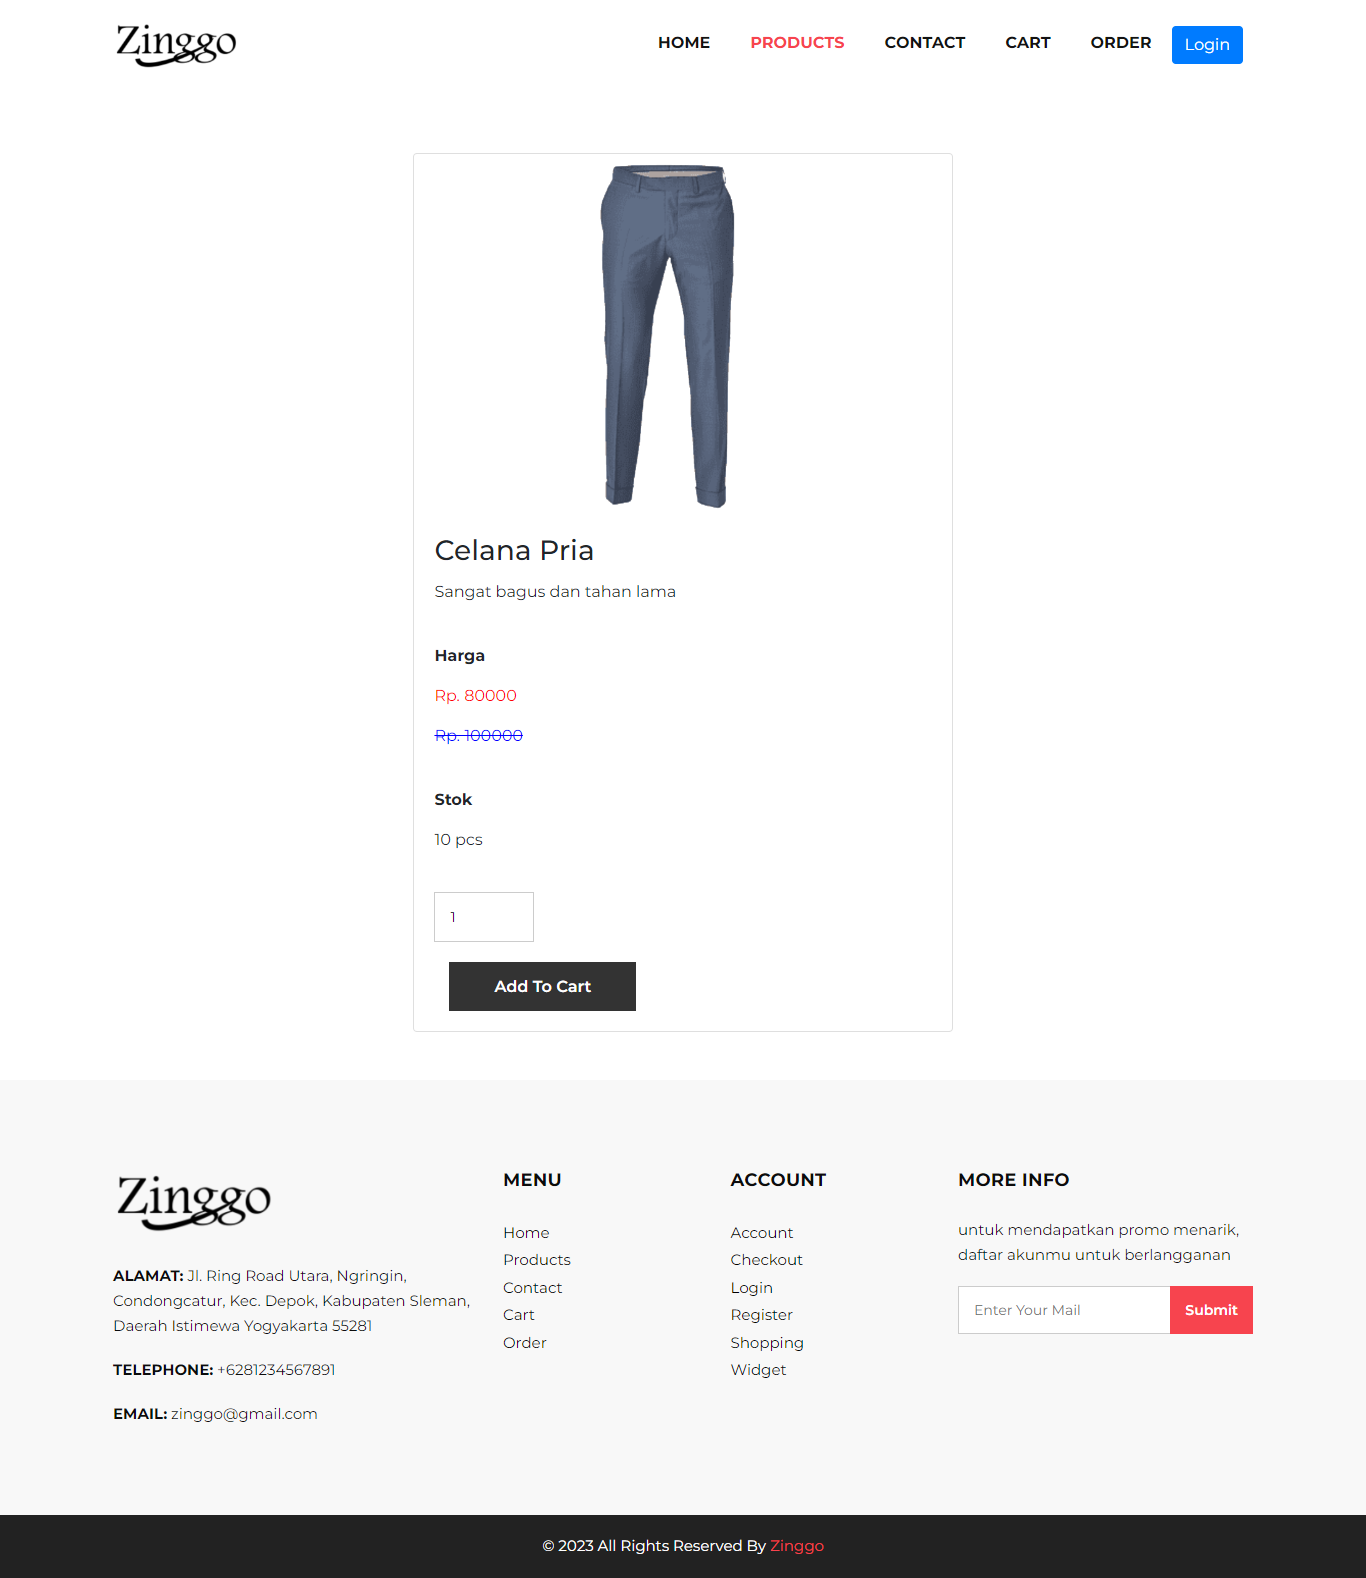 Zinggo
HOME PRODUCTS CONTACT CART ORDER Login
Celana Pria
Sangat bagus dan tahan lama
Harga
Rp. 80000
Rp. 100000
Stok
10 pcs
1
Add To Cart
Zinggo
ALAMAT: Jl. Ring Road Utara, Ngringin,
Condongcatur, Kec. Depok, Kabupaten Sleman,
Daerah Istimewa Yogyakarta 55281
TELEPHONE: +6281234567891
EMAIL: zinggo@gmail.com
MENU
Home
Products
Contact
Cart
Order
ACCOUNT
Account
Checkout
Login
Register
Shopping
Widget
MORE INFO
untuk mendapatkan promo menarik,
daftar akunmu untuk berlangganan
Enter Your Mail Submit
© 2023 All Rights Reserved By Zinggo